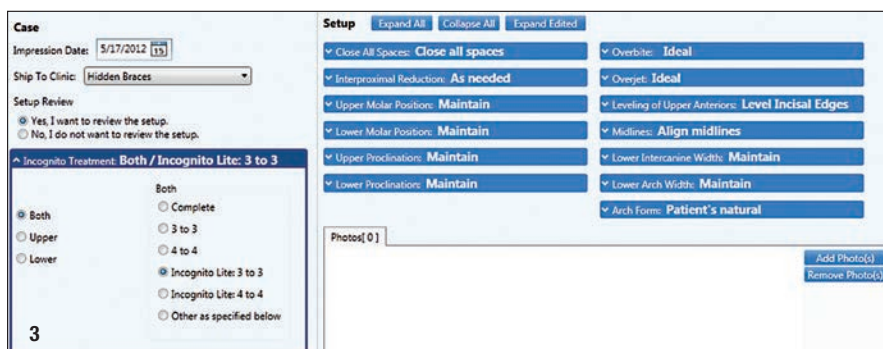 Case
Impression Date: 5/17/2012 15
Ship To Clinic: Hidden Braces
Setup Review
Yes, I want to review the setup.
No, I do not want to review the setup.
Incognito Treatment: Both / Incognito Lite: 3 to 3
Both
Upper
Lower
Both
Complete
3 to 3
4 to 4
Incognito Lite: 3 to 3
Incognito Lite: 4 to 4
Other as specified below
3
Setup Expand All Collapse All Expand Edited
Close All Spaces: Close all spaces
Interproximal Reduction: As needed
Upper Molar Position: Maintain
Lower Molar Position: Maintain
Upper Proclination: Maintain
Lower Proclination: Maintain
Overbite: Ideal
Overjet: Ideal
Leveling of Upper Anteriors: Level Incisal Edges
Midlines: Align midlines
Lower Intercanine Width: Maintain
Lower Arch Width: Maintain
Arch Form: Patient's natural
Photos[ 0 ]
Add Photo(s)
Remove Photo(s)